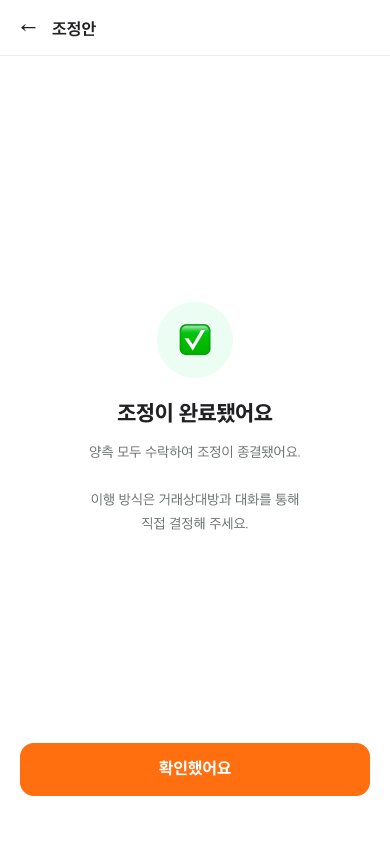 ← 조정안
조정이 완료됐어요
양측 모두 수락하여 조정이 종결됐어요.
이행 방식은 거래상대방과 대화를 통해
직접 결정해 주세요.
확인했어요